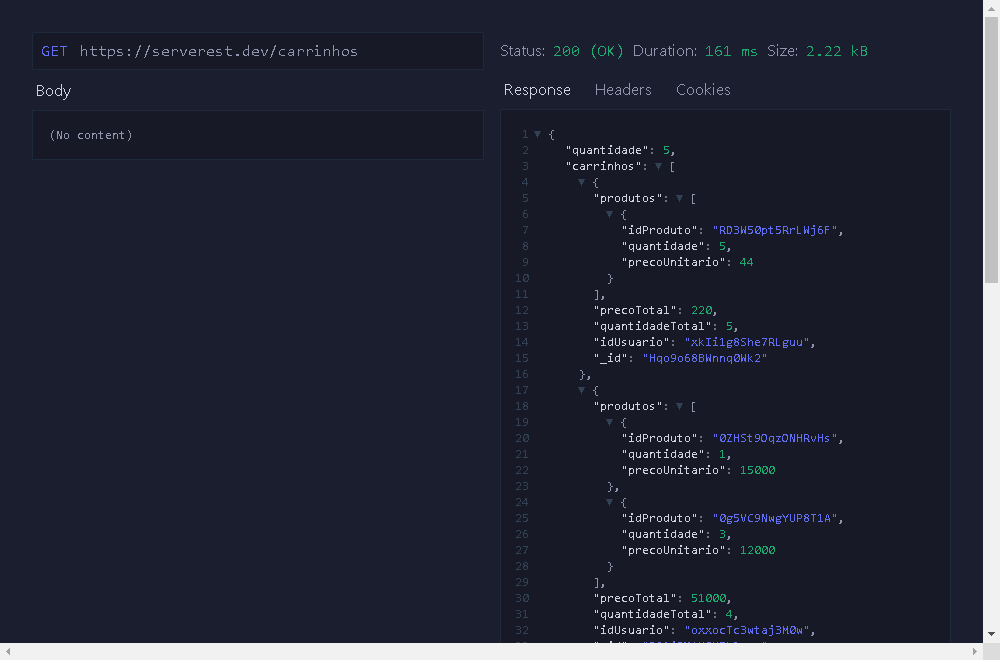 GET https://serverest.dev/carrinhos
Status: 200 (OK) Duration: 161 ms Size: 2.22 kB
Body
(No content)
Response Headers Cookies
1 {
2 "quantidade": 5,
3 "carrinhos": [
4 {
5 "produtos": [
6 {
7 "idProduto": "RD3W50pt5RrLWj6F",
8 "quantidade": 5,
9 "precoUnitario": 44
10 }
11 ],
12 "precoTotal": 220,
13 "quantidadeTotal": 5,
14 "idUsuario": "xkIi1g8She7RLguu",
15 "_id": "Hqo9o68BWnnq0Wk2"
16 },
17 {
18 "produtos": [
19 {
20 "idProduto": "0ZHSt9OqzONHRvHs",
21 "quantidade": 1,
22 "precoUnitario": 15000
23 },
24 {
25 "idProduto": "0g5VC9NwgYUP8T1A",
26 "quantidade": 3,
27 "precoUnitario": 12000
28 }
29 ],
30 "precoTotal": 51000,
31 "quantidadeTotal": 4,
32 "idUsuario": "oxxocTc3wtaj3M0w",